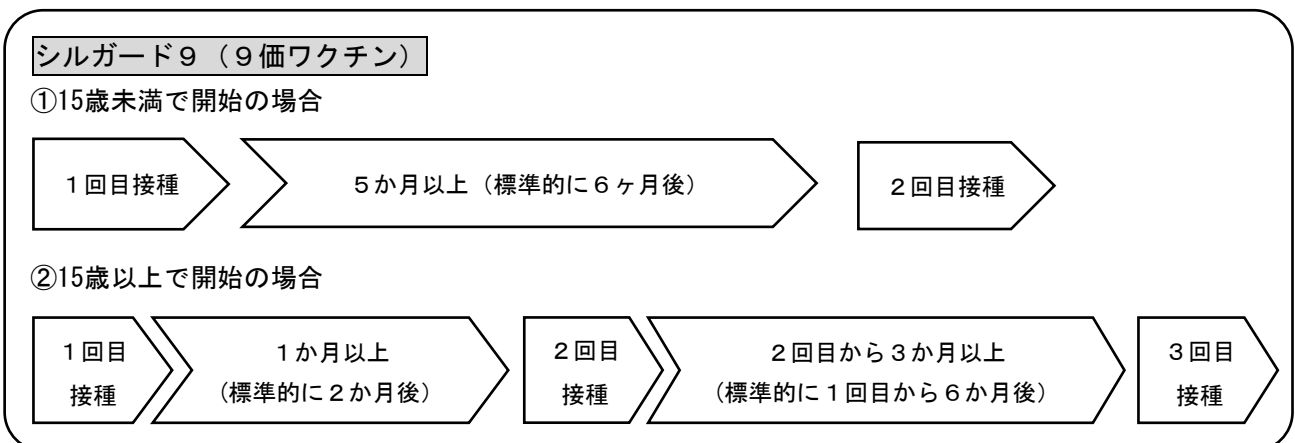 シルガード９（９価ワクチン）
①15歳未満で開始の場合
１回目接種
５か月以上（標準的に６ヶ月後）
２回目接種
②15歳以上で開始の場合
１回目
接種
１か月以上
（標準的に２か月後）
２回目
接種
２回目から３か月以上
（標準的に１回目から６か月後）
３回目
接種